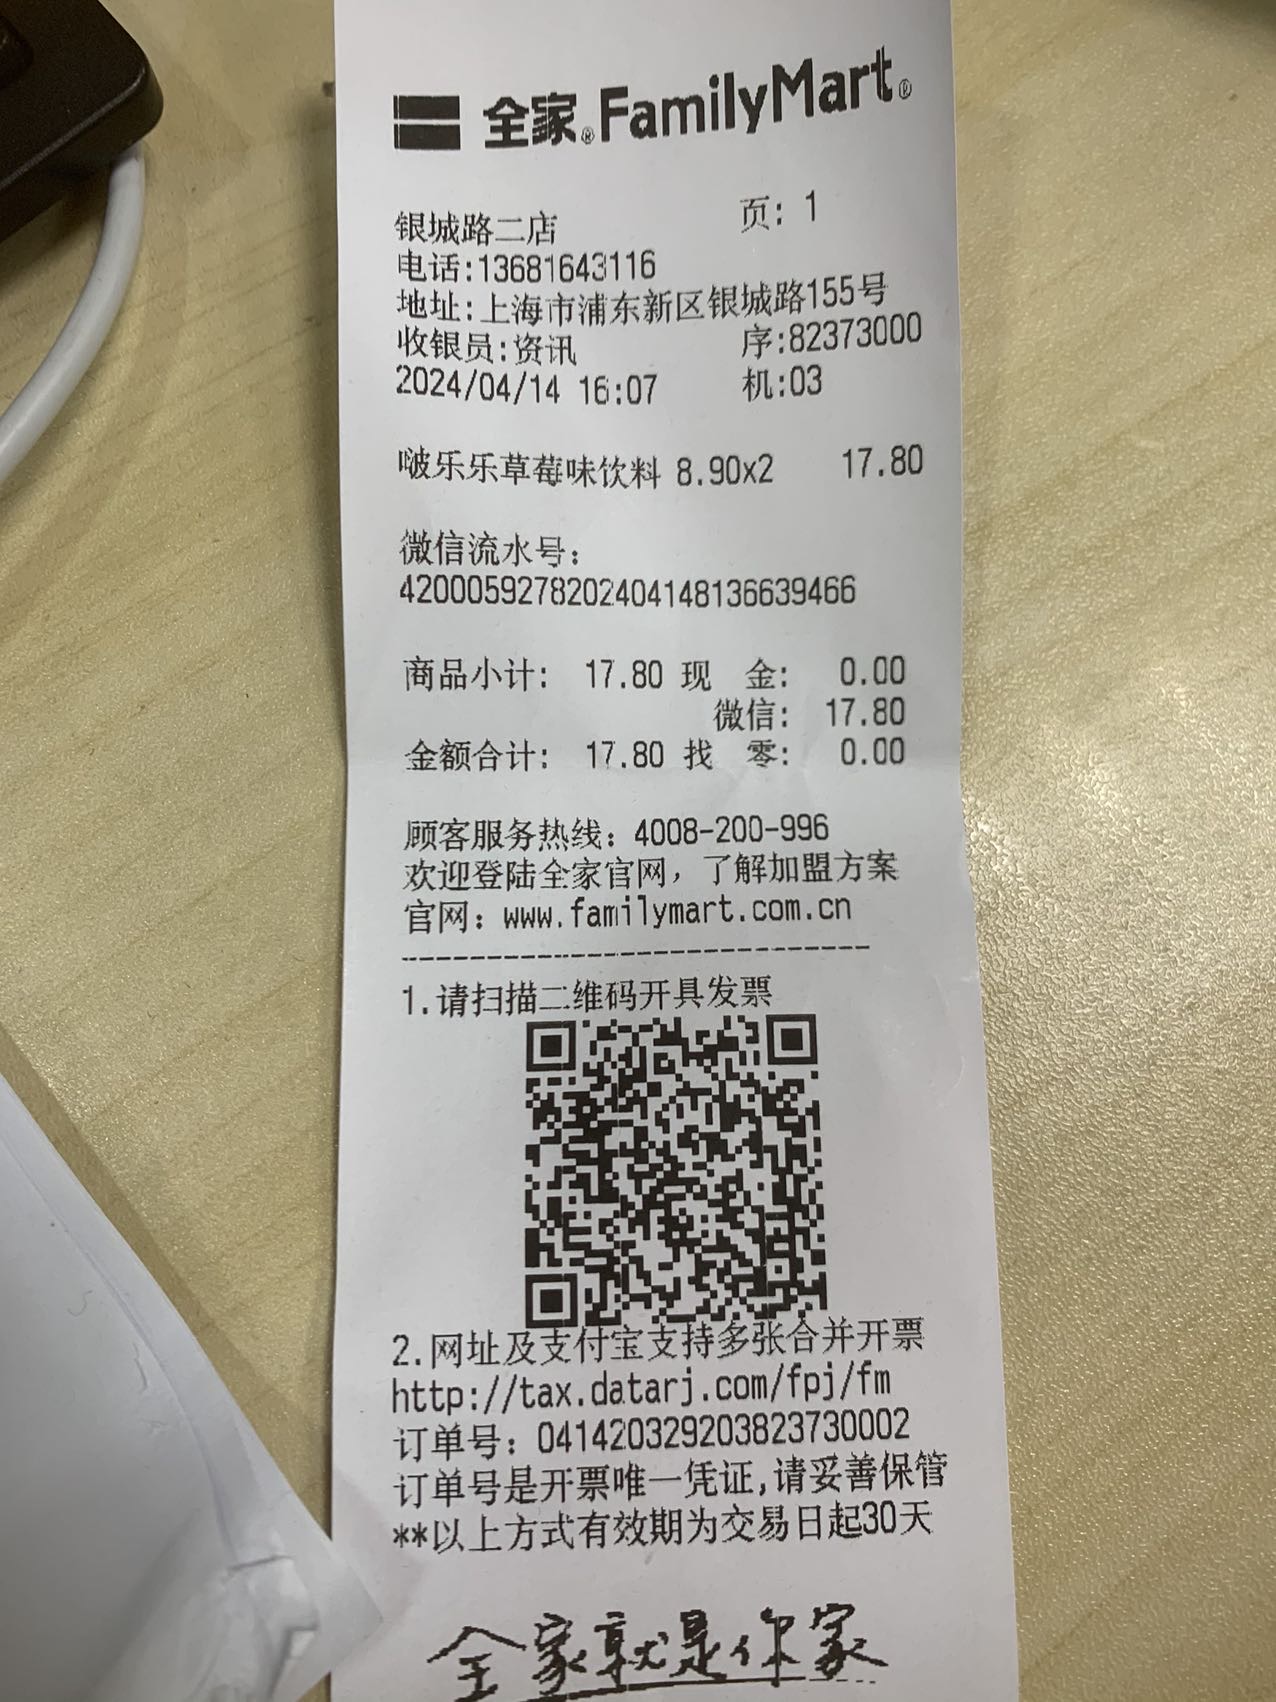 全家®FamilyMart®
银城路二店 页: 1
电话:13681643116
地址:上海市浦东新区银城路155号
收银员:资讯 序:82373000
2024/04/14 16:07 机:03
啵乐乐草莓味饮料 8.90x2 17.80
微信流水号:
4200059278202404148136639466
商品小计: 17.80 现 金: 0.00
微信: 17.80
金额合计: 17.80 找 零: 0.00
顾客服务热线: 4008-200-996
欢迎登陆全家官网,了解加盟方案
官网: www.familymart.com.cn
1.请扫描二维码开具发票
2.网址及支付宝支持多张合并开票
http://tax.datarj.com/fpj/fm
订单号: 041420329203823730002
订单号是开票唯一凭证,请妥善保管
**以上方式有效期为交易日起30天
全家就是你家